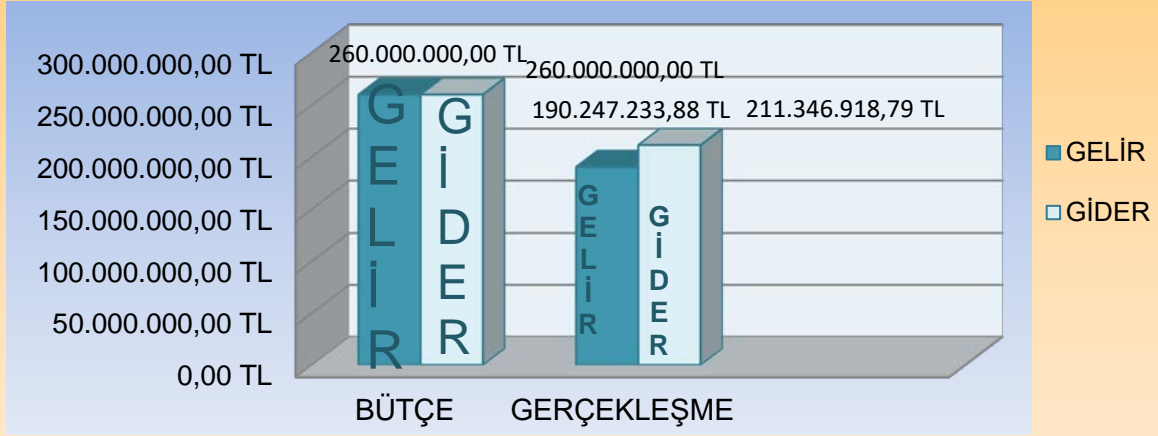 300.000.000,00 TL
250.000.000,00 TL
200.000.000,00 TL
150.000.000,00 TL
100.000.000,00 TL
50.000.000,00 TL
0,00 TL
260.000.000,00 TL
260.000.000,00 TL
190.247.233,88 TL
211.346.918,79 TL
GELİR
GİDER
GELİR
GİDER
BÜTÇE
GERÇEKLEŞME
GELİR
GİDER